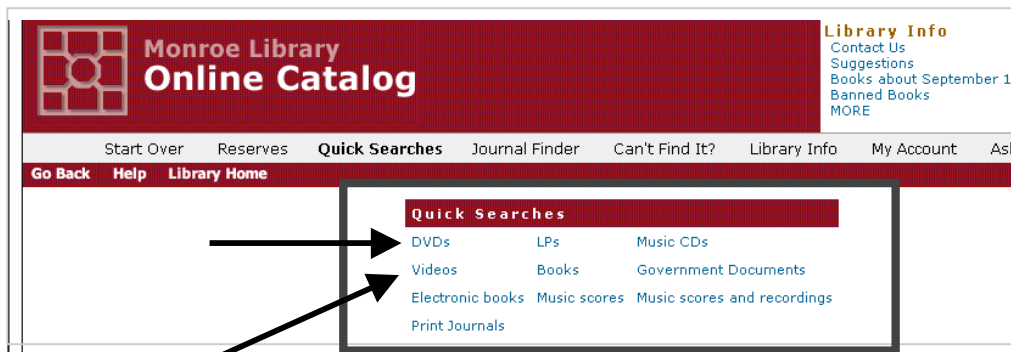 Monroe Library
Online Catalog
Library Info
Contact Us
Suggestions
Books about September 1
Banned Books
MORE
Start Over Reserves Quick Searches Journal Finder Can't Find It? Library Info My Account As
Go Back Help Library Home
Quick Searches
DVDs LPs Music CDs
Videos Books Government Documents
Electronic books Music scores Music scores and recordings
Print Journals